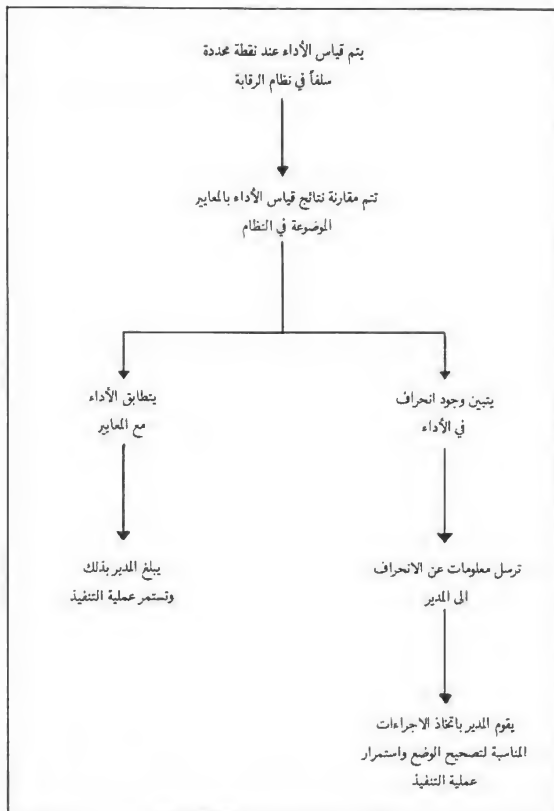 يتم قياس الأداء عند نقطة محددة
سلفاً في نظام الرقابة
تتم مقارنة نتائج قياس الأداء بالمعايير
الموضوعة في النظام
يتبين وجود انحراف
في الأداء
يتطابق الأداء
مع المعايير
ترسل معلومات عن الانحراف
الى المدير
يبلغ المدير بذلك
وتستمر عملية التنفيذ
يقوم المدير باتخاذ الاجراءات
المناسبة لتصحيح الوضع واستمرار
عملية التنفيذ